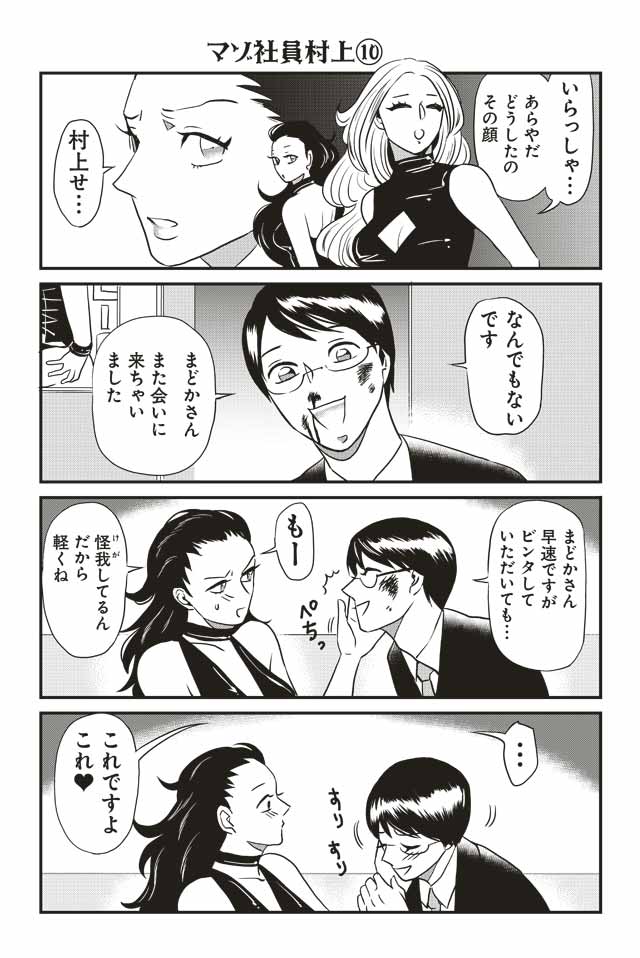 マゾ社員村上⑩
いらっしゃ…
あらやだ
どうしたの
その顔
村上せ…
なんでもない
です
まどかさん
また会いに
来ちゃい
ました
まどかさん
早速ですが
ビンタして
いただいても…
ぺちっ
もー
怪我してるん
けが
だから
軽くね
…
すりすり
これですよ
これ♥